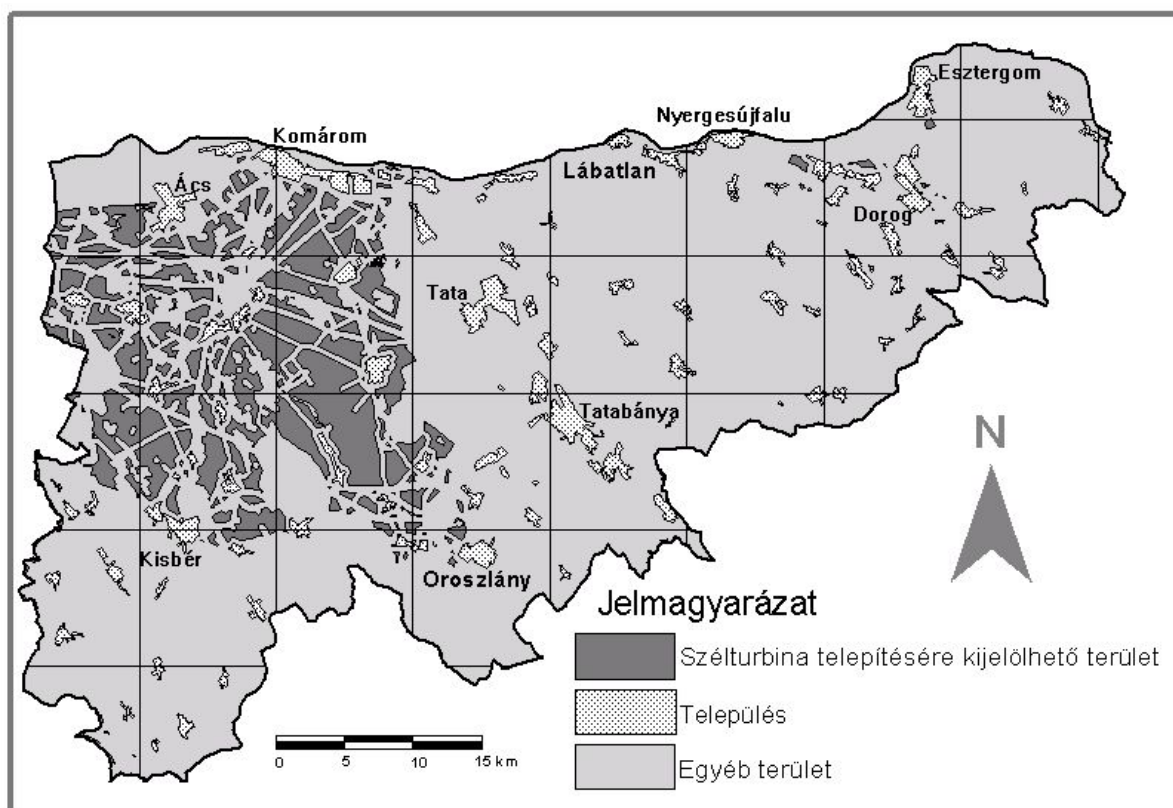 Esztergom
Nyergesújfalu
Komárom
Lábatlan
Ács
Dorog
Tata
Tatabánya
N
Kisbér
Oroszlány
Jelmagyarázat
Szélturbina telepítésére kijelölhető terület
Település
Egyéb terület
0 5 10 15 km